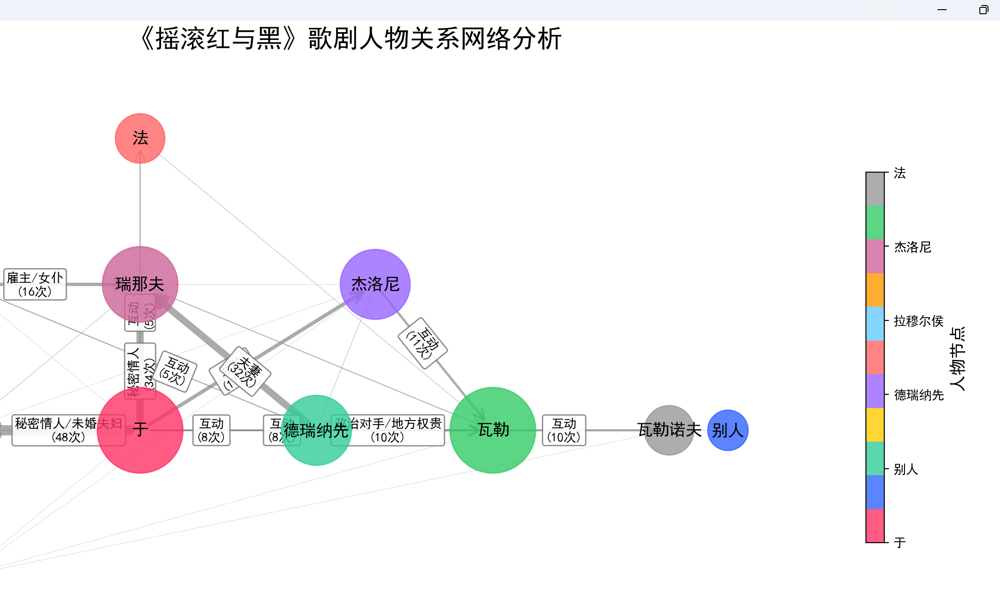 《摇滚红与黑》歌剧人物关系网络分析
法
瑞那夫
杰洛尼
雇主/女仆
(16次)
互动
(5次)
秘密情人
(34次)
互动
(5次)
夫妻
(32次)
(1
互动
(11次)
秘密情人/未婚夫妇
(48次)
于
互动
(8次)
互动
(8次)
德瑞纳先
政治对手/地方权贵
(10次)
瓦勒
互动
(10次)
瓦勒诺夫
别人
法
杰洛尼
拉穆尔侯
德瑞纳先
别人
于
人物节点